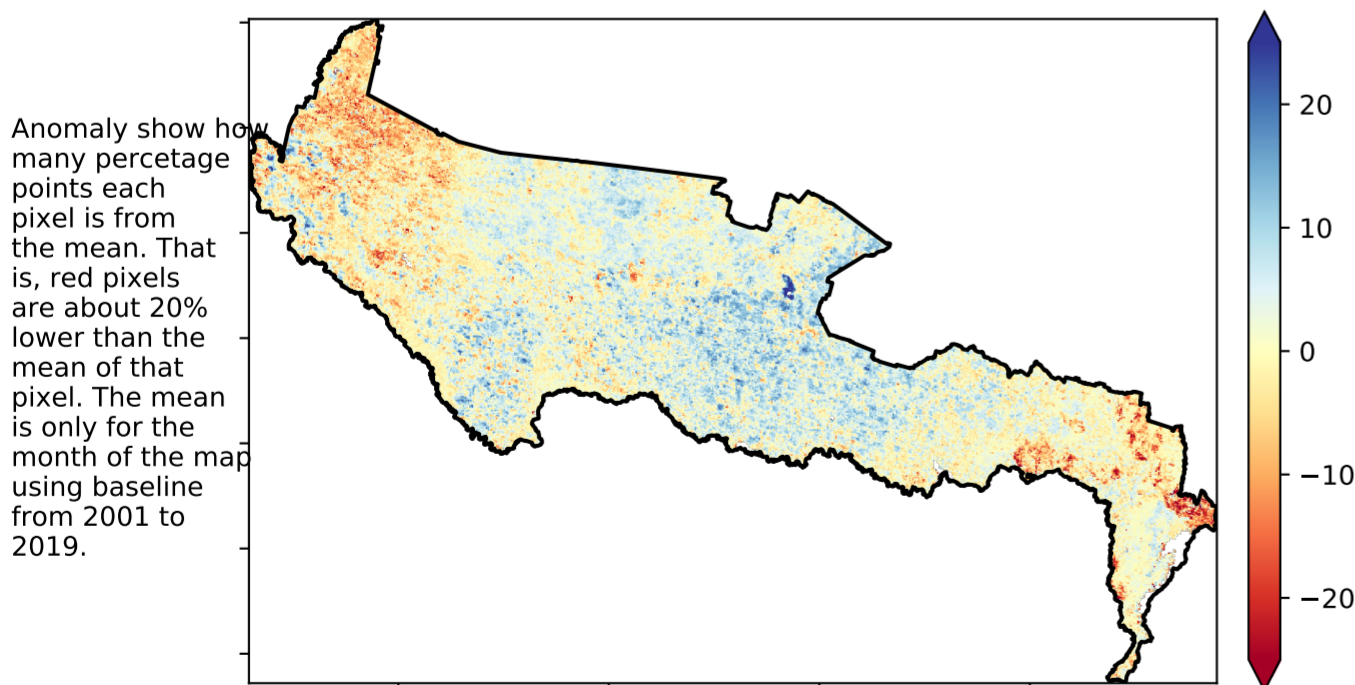 Anomaly show how
many percetage
points each
pixel is from
the mean. That
is, red pixels
are about 20%
lower than the
mean of that
pixel. The mean
is only for the
month of the map
using baseline
from 2001 to
2019.
20
10
0
−10
−20